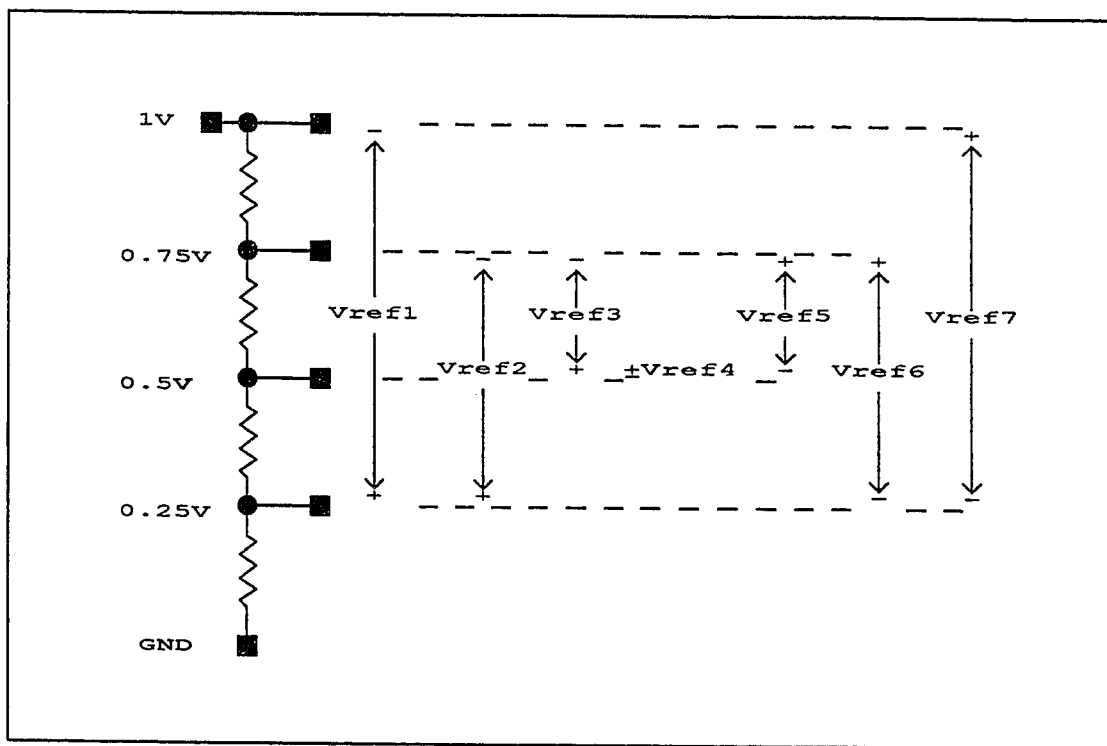 1V
0.75V
Vref1
Vref3
Vref5
Vref7
0.5V
Vref2
±Vref4
Vref6
0.25V
GND